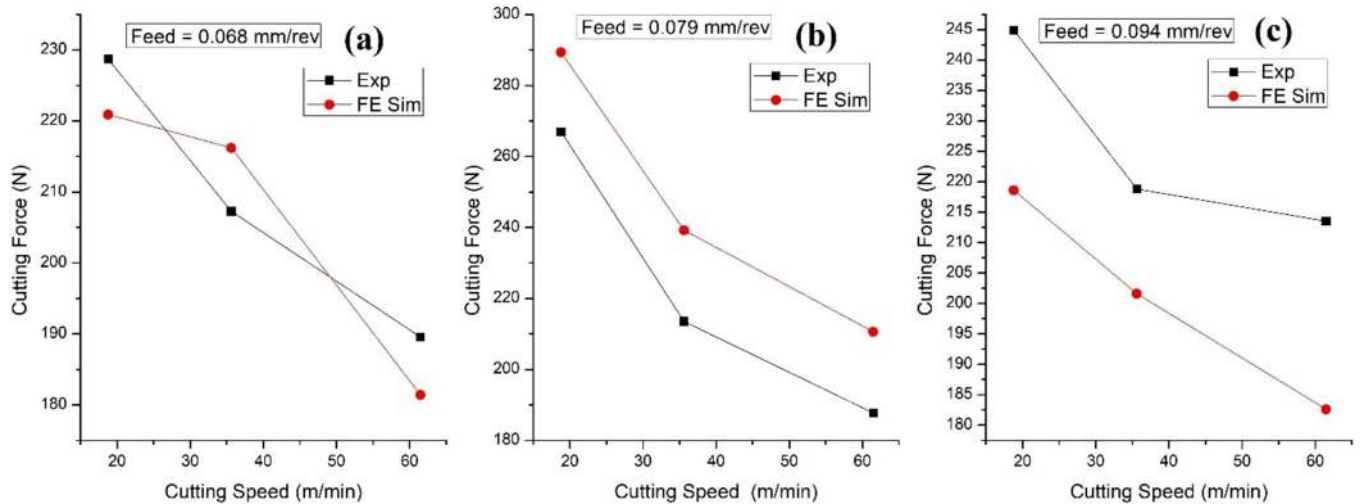 Feed = 0.068 mm/rev
(a)
Exp
FE Sim
230
220
210
200
190
180
Cutting Force (N)
20 30 40 50 60
Cutting Speed (m/min)
Feed = 0.079 mm/rev
(b)
Exp
FE Sim
300
280
260
240
220
200
180
Cutting Force (N)
20 30 40 50 60
Cutting Speed (m/min)
Feed = 0.094 mm/rev
(c)
Exp
FE Sim
245
240
235
230
225
220
215
210
205
200
195
190
185
180
Cutting Force (N)
20 30 40 50 60
Cutting Speed (m/min)